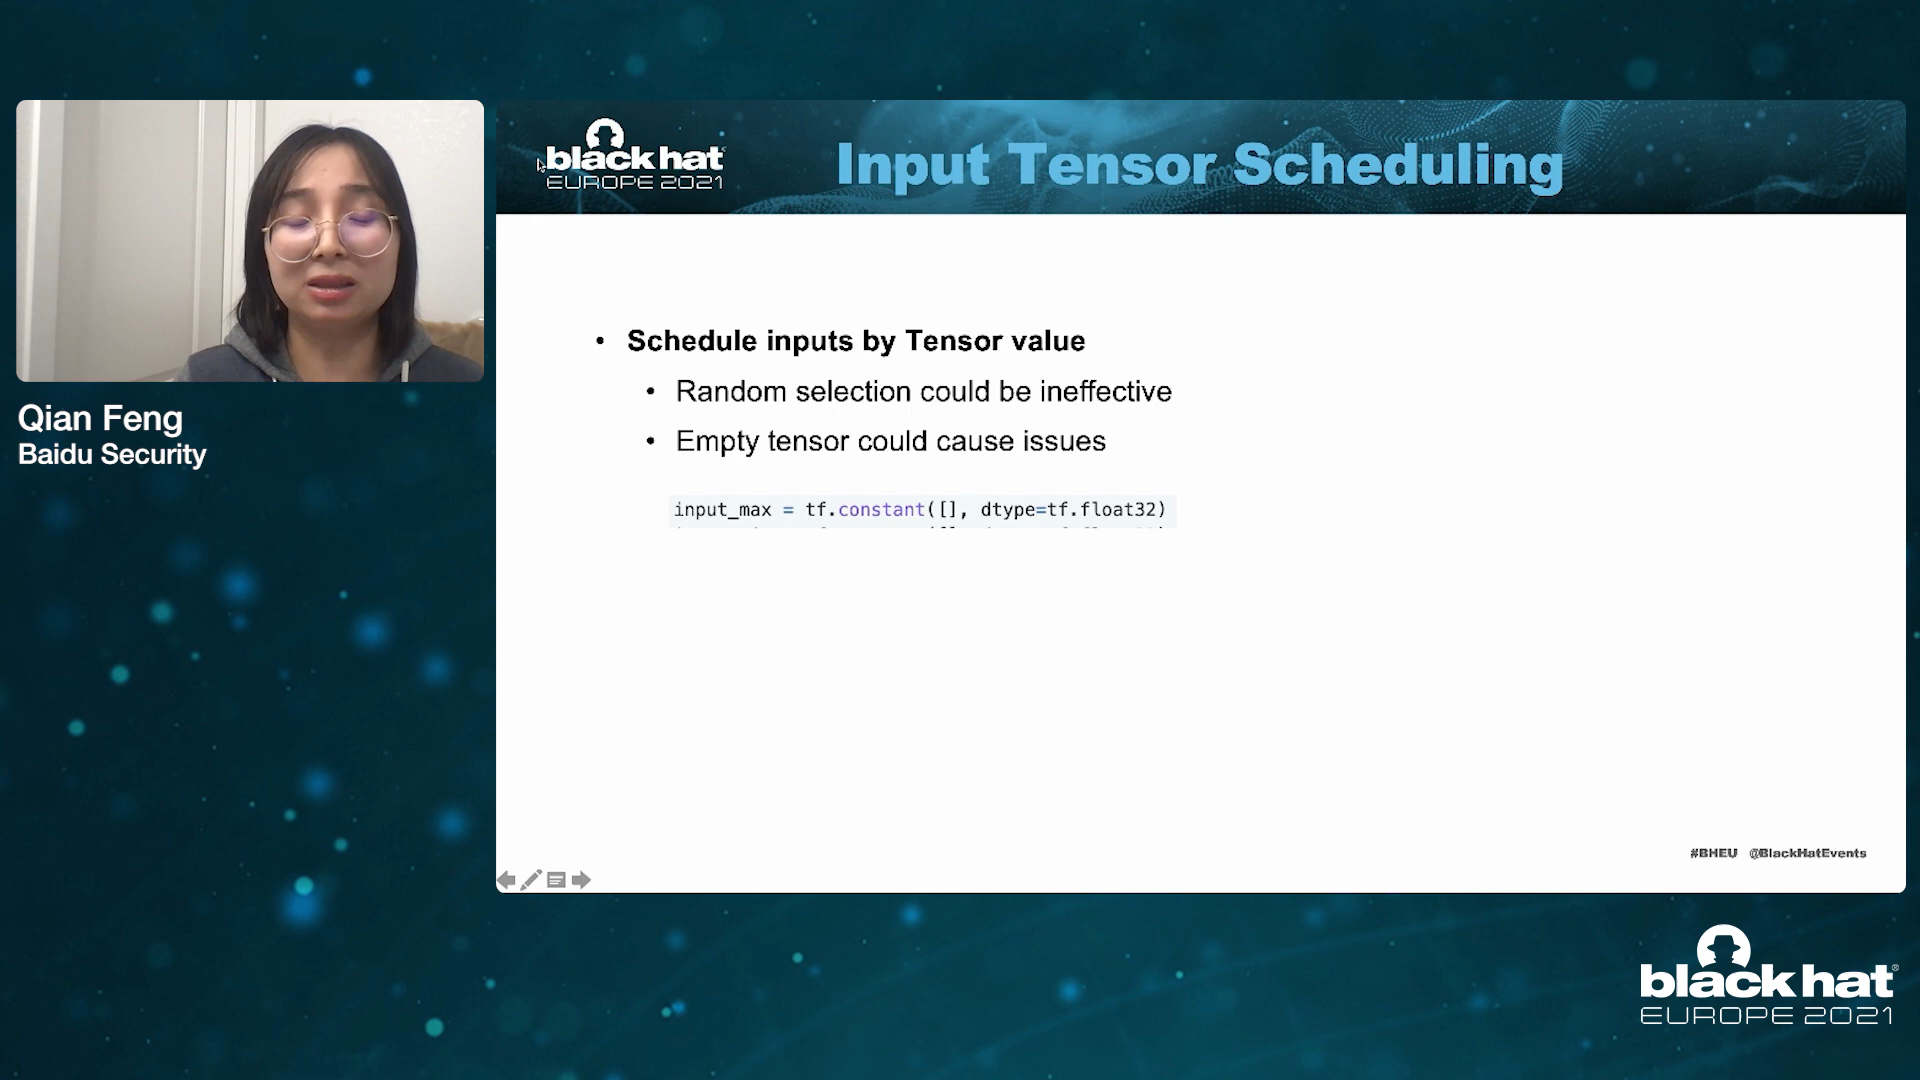 black hat
EUROPE 2021
Input Tensor Scheduling
Qian Feng
Baidu Security
• Schedule inputs by Tensor value
• Random selection could be ineffective
• Empty tensor could cause issues
input_max = tf.constant([], dtype=tf.float32)
#BHEU @BlackHatEvents
black hat®
EUROPE 2021